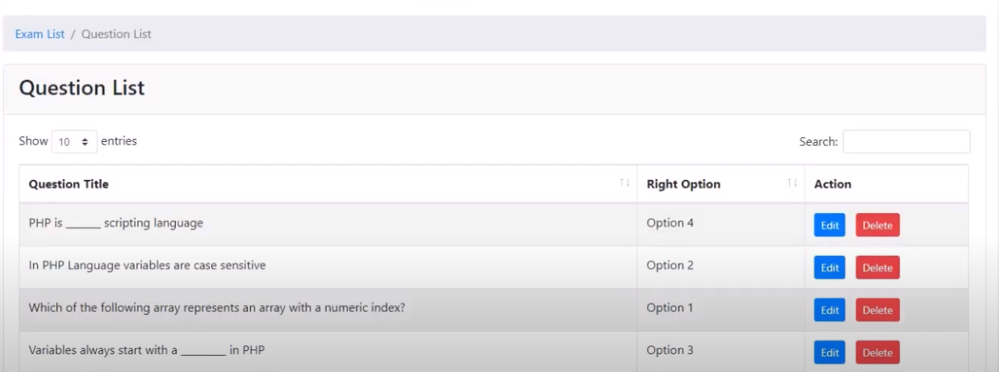 Exam List / Question List
Question List
Show 10 entries Search:
Question Title Right Option Action
PHP is ______ scripting language Option 4 Edit Delete
In PHP Language variables are case sensitive Option 2 Edit Delete
Which of the following array represents an array with a numeric index? Option 1 Edit Delete
Variables always start with a ________ in PHP Option 3 Edit Delete